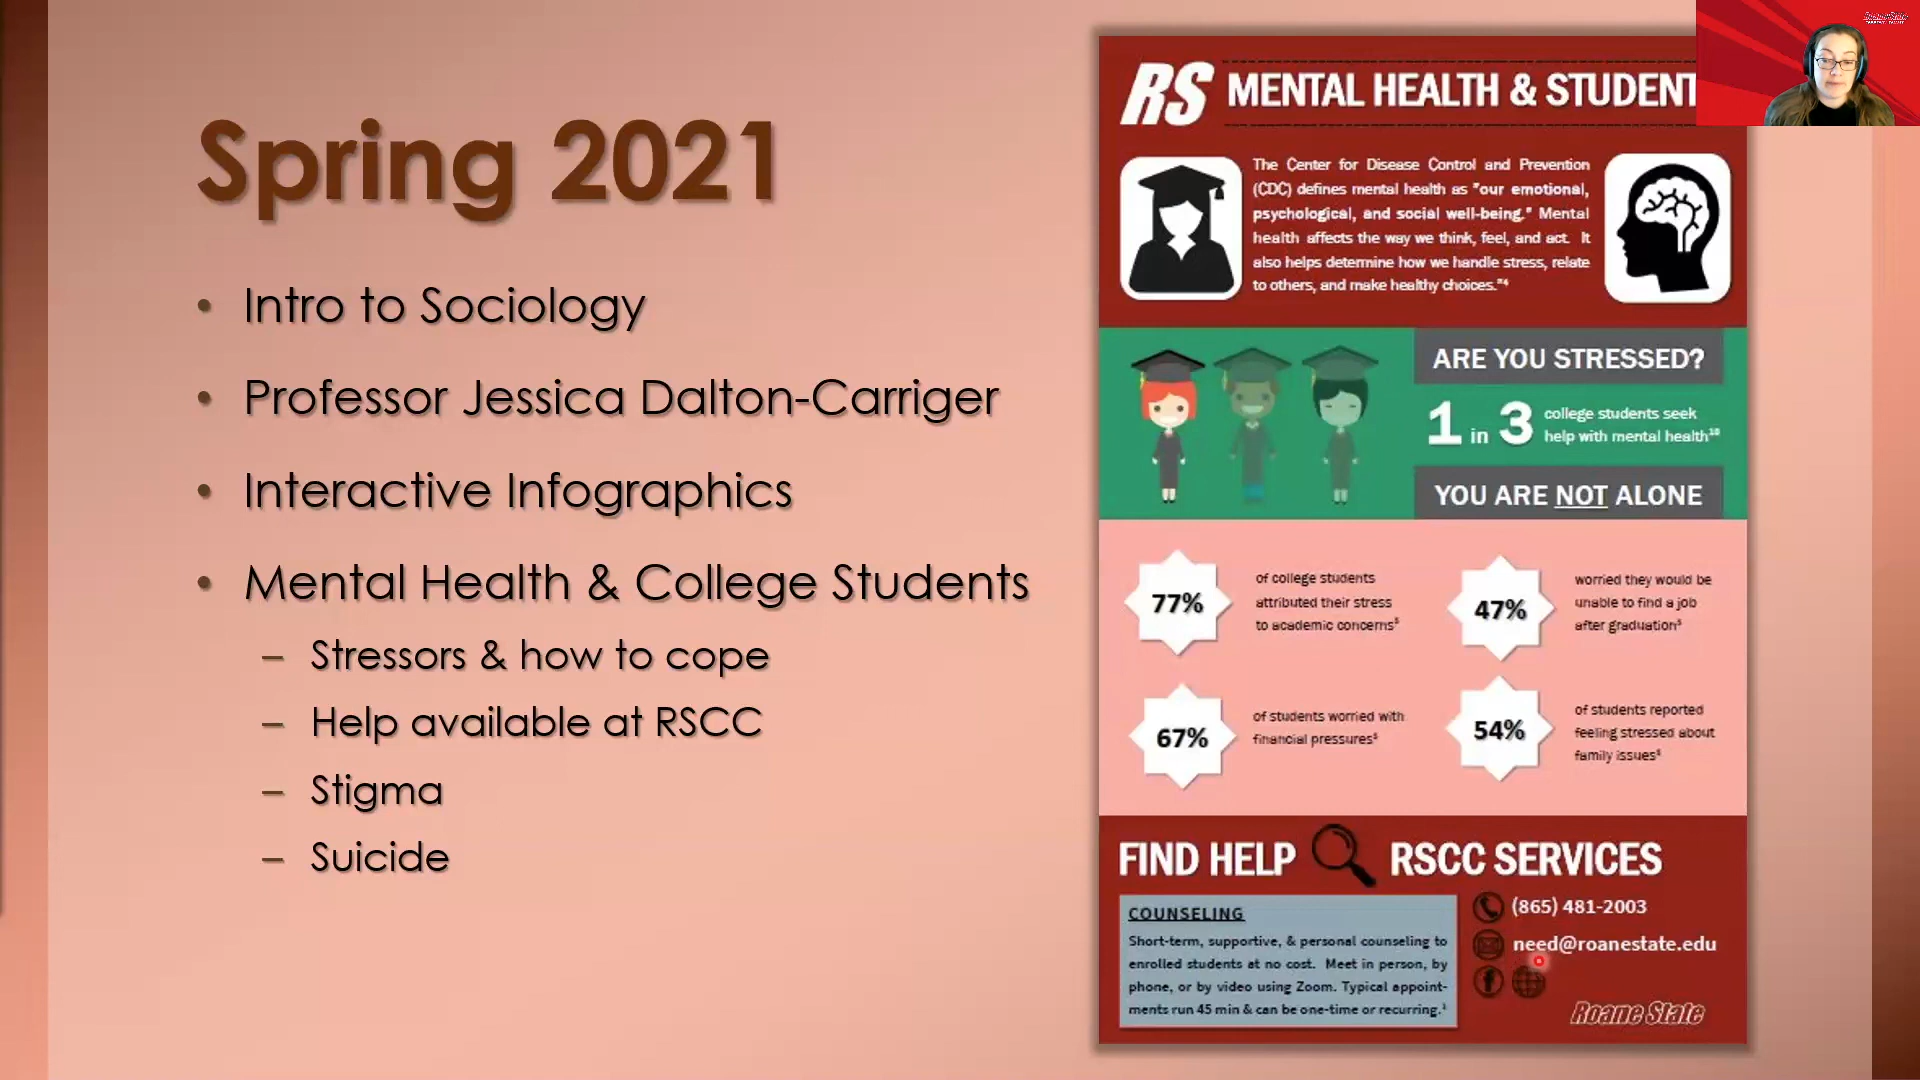 Spring 2021
• Intro to Sociology
• Professor Jessica Dalton-Carriger
• Interactive Infographics
• Mental Health & College Students
– Stressors & how to cope
– Help available at RSCC
– Stigma
– Suicide
RS MENTAL HEALTH & STUDENT
The Center for Disease Control and Prevention
(CDC) defines mental health as "our emotional,
psychological, and social well-being." Mental
health affects the way we think, feel, and act. It
also helps determine how we handle stress, relate
to others, and make healthy choices."⁴
ARE YOU STRESSED?
1 in 3 college students seek
help with mental health¹⁰
YOU ARE NOT ALONE
77%
of college students
attributed their stress
to academic concerns⁵
47%
worried they would be
unable to find a job
after graduation⁵
67%
of students worried with
financial pressures⁵
54%
of students reported
feeling stressed about
family issues⁵
FIND HELP RSCC SERVICES
COUNSELING
Short-term, supportive, & personal counseling to
enrolled students at no cost. Meet in person, by
phone, or by video using Zoom. Typical appoint-
ments run 45 min & can be one-time or recurring.¹
(865) 481-2003
need@roanestate.edu
Roane State